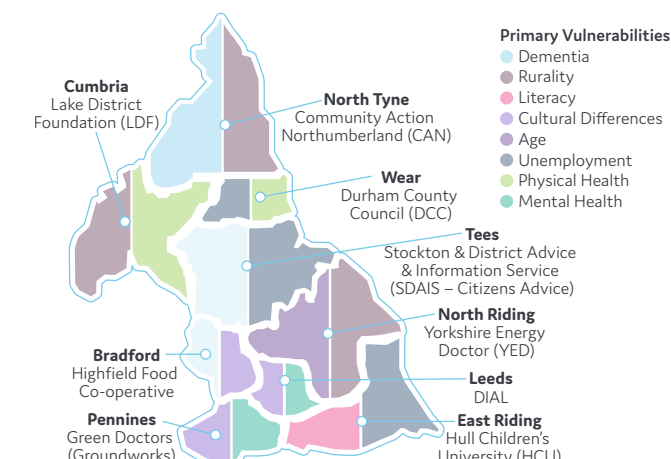 Primary Vulnerabilities
Dementia
Rurality
Literacy
Cultural Differences
Age
Unemployment
Physical Health
Mental Health
Cumbria
Lake District
Foundation (LDF)
North Tyne
Community Action
Northumberland (CAN)
Wear
Durham County
Council (DCC)
Tees
Stockton & District Advice
& Information Service
(SDAIS – Citizens Advice)
North Riding
Yorkshire Energy
Doctor (YED)
Bradford
Highfield Food
Co-operative
Leeds
DIAL
Pennines
Green Doctors
(Groundworks)
East Riding
Hull Children's
University (HCU)